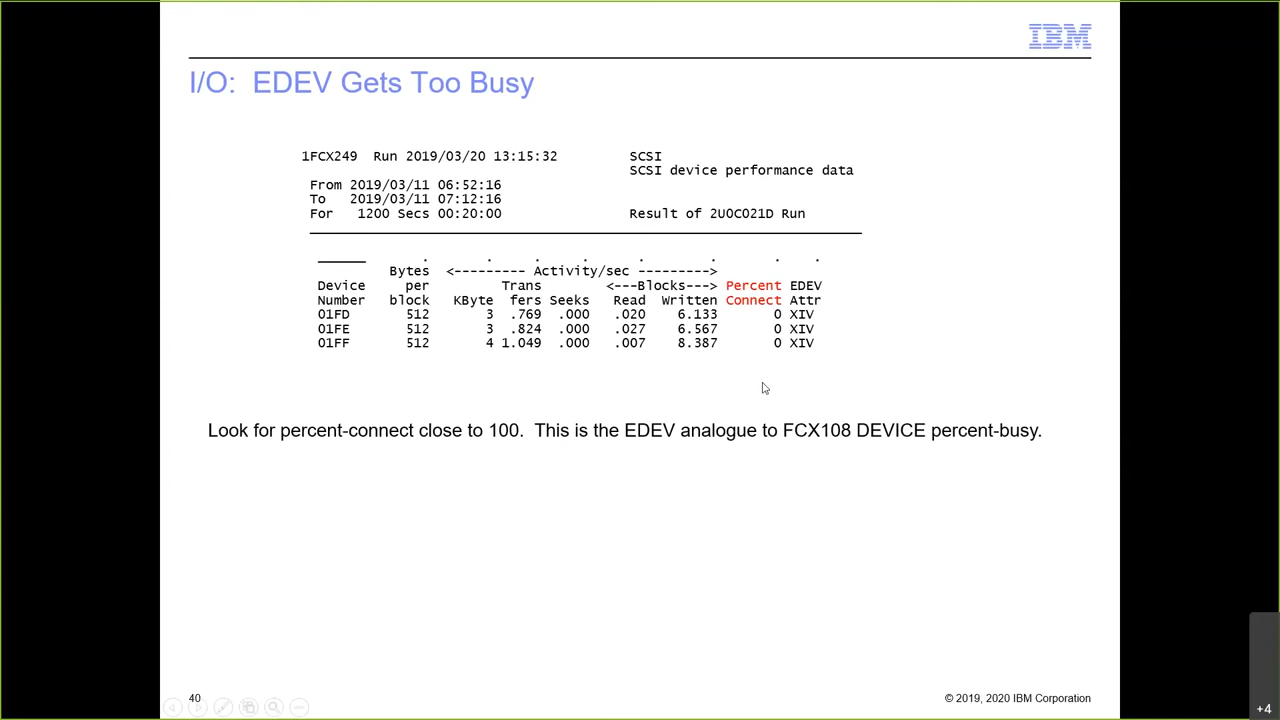 IBM
I/O: EDEV Gets Too Busy
1FCX249 Run 2019/03/20 13:15:32 SCSI
SCSI device performance data
From 2019/03/11 06:52:16
To 2019/03/11 07:12:16
For 1200 Secs 00:20:00 Result of 2U0C021D Run
______ . . . . . . . .
Bytes <--------- Activity/sec --------->
Device per Trans <---Blocks---> Percent EDEV
Number block KByte fers Seeks Read Written Connect Attr
01FD 512 3 .769 .000 .020 6.133 0 XIV
01FE 512 3 .824 .000 .027 6.567 0 XIV
01FF 512 4 1.049 .000 .007 8.387 0 XIV
Look for percent-connect close to 100. This is the EDEV analogue to FCX108 DEVICE percent-busy.
40
© 2019, 2020 IBM Corporation
+4